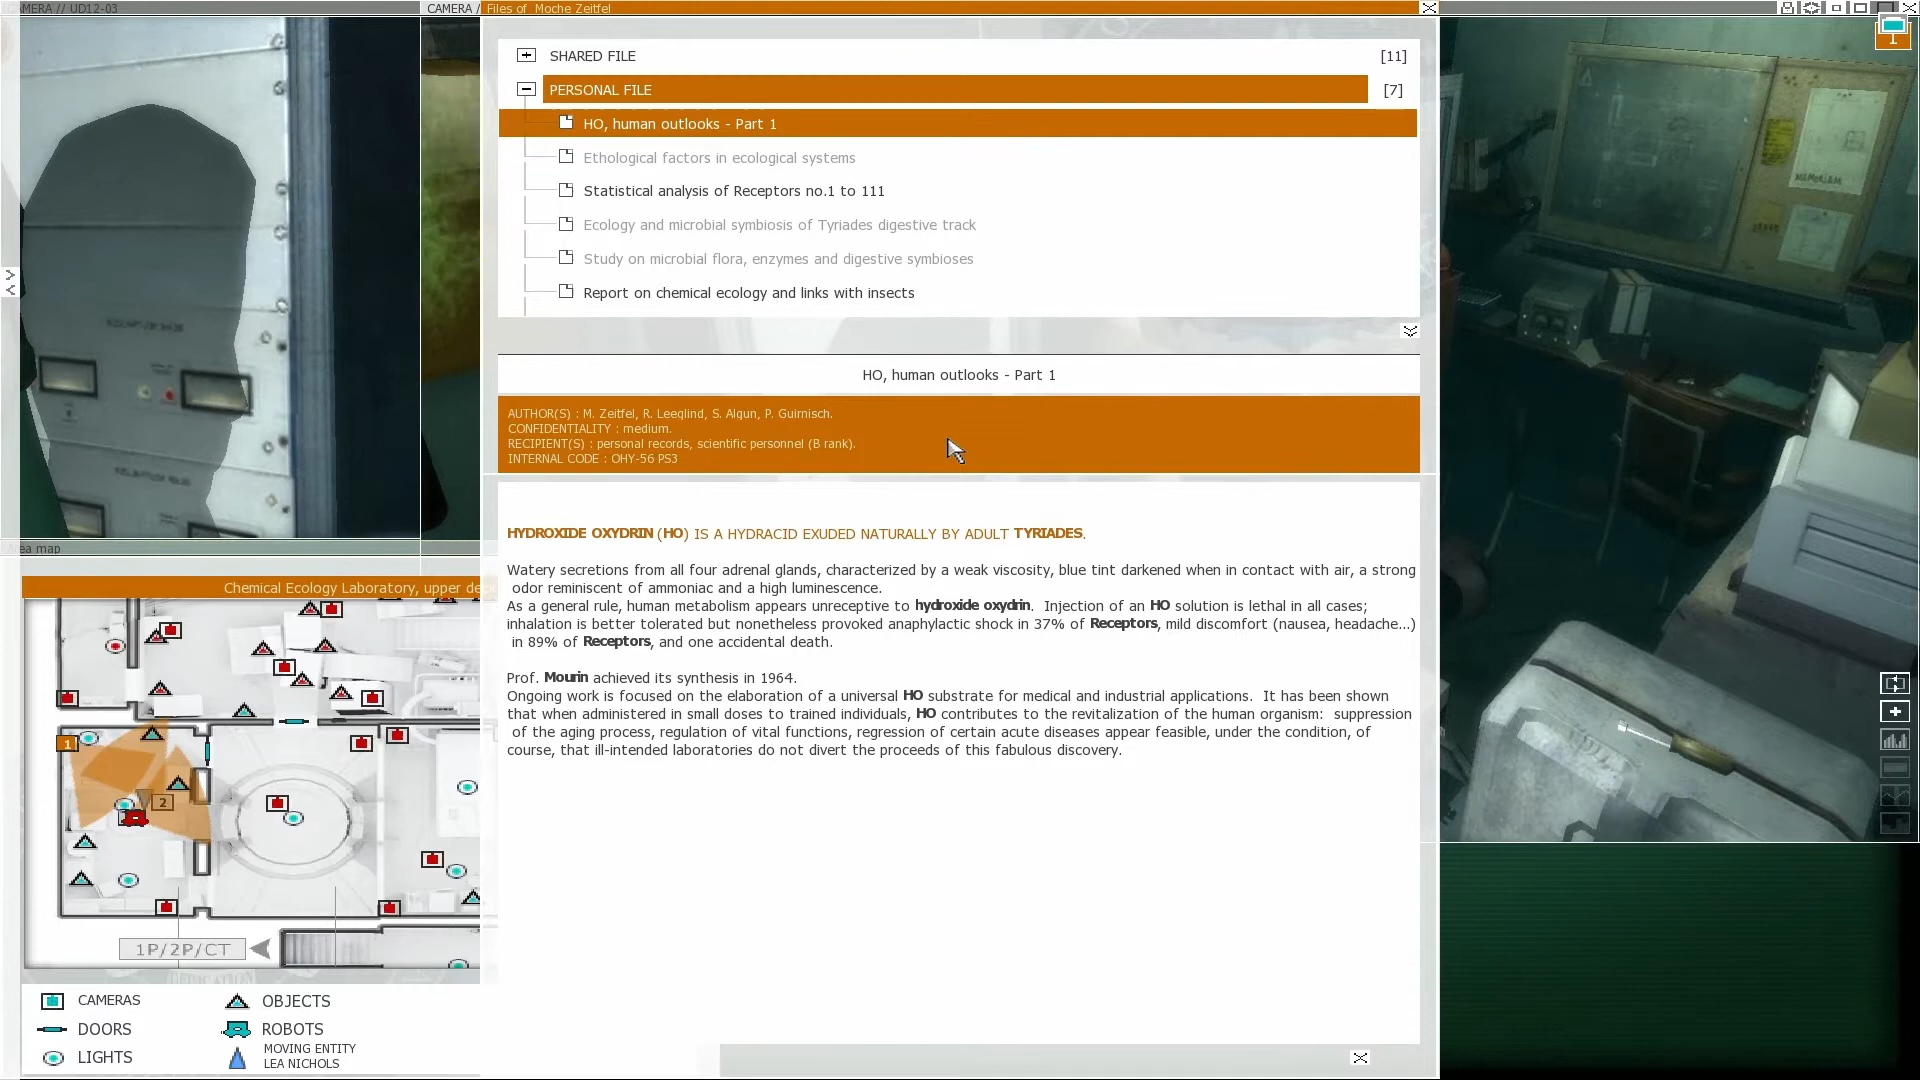 CAMERA // UD12-03
CAMERA /
Files of Moche Zeitfel
SHARED FILE [11]
PERSONAL FILE [7]
HO, human outlooks - Part 1
Ethological factors in ecological systems
Statistical analysis of Receptors no.1 to 111
Ecology and microbial symbiosis of Tyriades digestive track
Study on microbial flora, enzymes and digestive symbioses
Report on chemical ecology and links with insects
HO, human outlooks - Part 1
AUTHOR(S) : M. Zeitfel, R. Leeglind, S. Algun, P. Guirnisch.
CONFIDENTIALITY : medium.
RECIPIENT(S) : personal records, scientific personnel (B rank).
INTERNAL CODE : OHY-56 PS3
HYDROXIDE OXYDRIN (HO) IS A HYDRACID EXUDED NATURALLY BY ADULT TYRIADES.
Watery secretions from all four adrenal glands, characterized by a weak viscosity, blue tint darkened when in contact with air, a strong
odor reminiscent of ammoniac and a high luminescence.
As a general rule, human metabolism appears unreceptive to hydroxide oxydrin. Injection of an HO solution is lethal in all cases;
inhalation is better tolerated but nonetheless provoked anaphylactic shock in 37% of Receptors, mild discomfort (nausea, headache...)
in 89% of Receptors, and one accidental death.
Prof. Mourin achieved its synthesis in 1964.
Ongoing work is focused on the elaboration of a universal HO substrate for medical and industrial applications. It has been shown
that when administered in small doses to trained individuals, HO contributes to the revitalization of the human organism: suppression
of the aging process, regulation of vital functions, regression of certain acute diseases appear feasible, under the condition, of
course, that ill-intended laboratories do not divert the proceeds of this fabulous discovery.
1
MEMORIAM
Area map
Chemical Ecology Laboratory, upper de
1
2
1P/2P/CT
CAMERAS
OBJECTS
DOORS
ROBOTS
LIGHTS
MOVING ENTITY
LEA NICHOLS